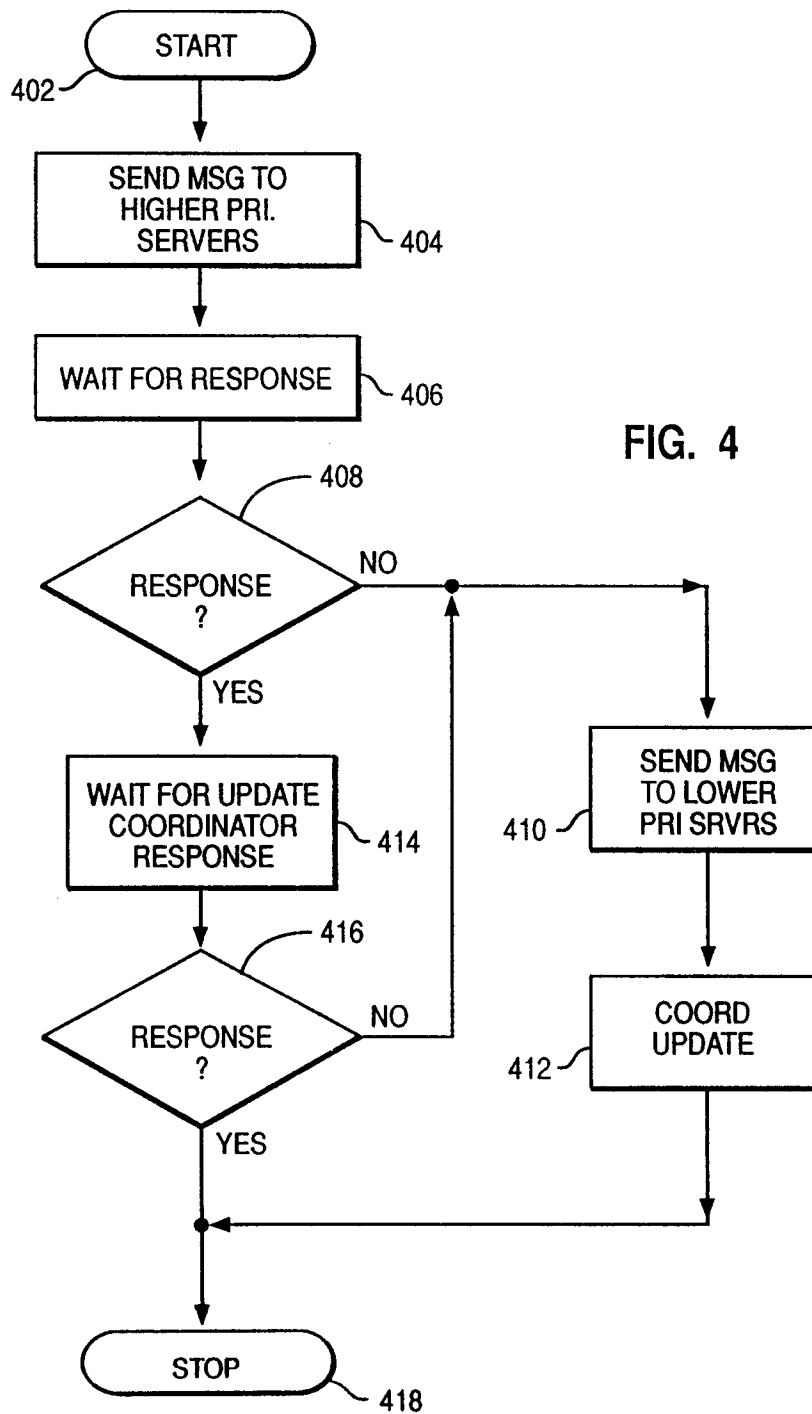 START
402
SEND MSG TO
HIGHER PRI.
SERVERS
404
WAIT FOR RESPONSE
406
FIG. 4
408
RESPONSE
?
NO
YES
WAIT FOR UPDATE
COORDINATOR
RESPONSE
414
SEND MSG
TO LOWER
PRI SRVRS
410
416
RESPONSE
?
NO
YES
COORD
UPDATE
412
STOP
418